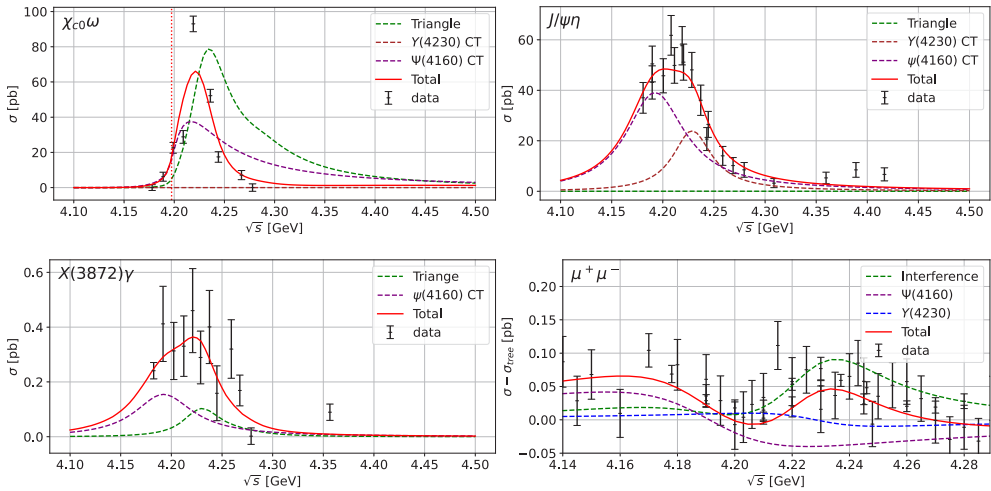 χc0ω
σ [pb]
100
80
60
40
20
0
Triangle
Y(4230) CT
Ψ(4160) CT
Total
data
4.10 4.15 4.20 4.25 4.30 4.35 4.40 4.45 4.50
√s [GeV]
J/ψη
σ [pb]
60
40
20
0
Triangle
Y(4230) CT
ψ(4160) CT
Total
data
4.10 4.15 4.20 4.25 4.30 4.35 4.40 4.45 4.50
√s [GeV]
X(3872)γ
σ [pb]
0.6
0.4
0.2
0.0
Triange
ψ(4160) CT
Total
data
4.10 4.15 4.20 4.25 4.30 4.35 4.40 4.45 4.50
√s [GeV]
μ⁺μ⁻
σ − σtree [pb]
0.20
0.15
0.10
0.05
0.00
−0.05
Interference
Ψ(4160)
Y(4230)
Total
data
4.14 4.16 4.18 4.20 4.22 4.24 4.26 4.28
√s [GeV]